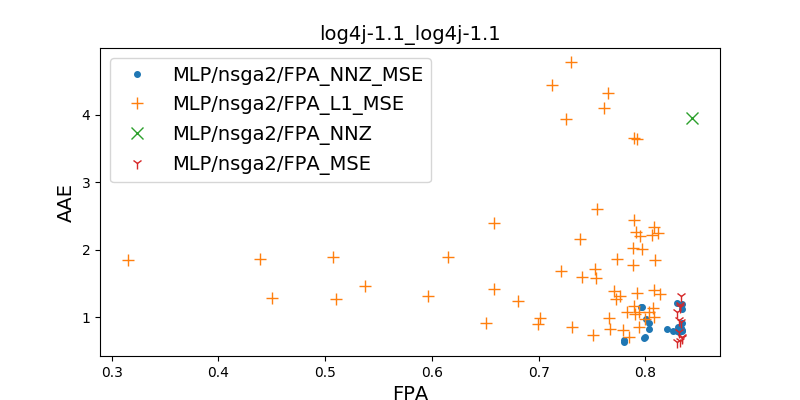 log4j-1.1_log4j-1.1
MLP/nsga2/FPA_NNZ_MSE
MLP/nsga2/FPA_L1_MSE
MLP/nsga2/FPA_NNZ
MLP/nsga2/FPA_MSE
AAE
4
3
2
1
0.3 0.4 0.5 0.6 0.7 0.8
FPA